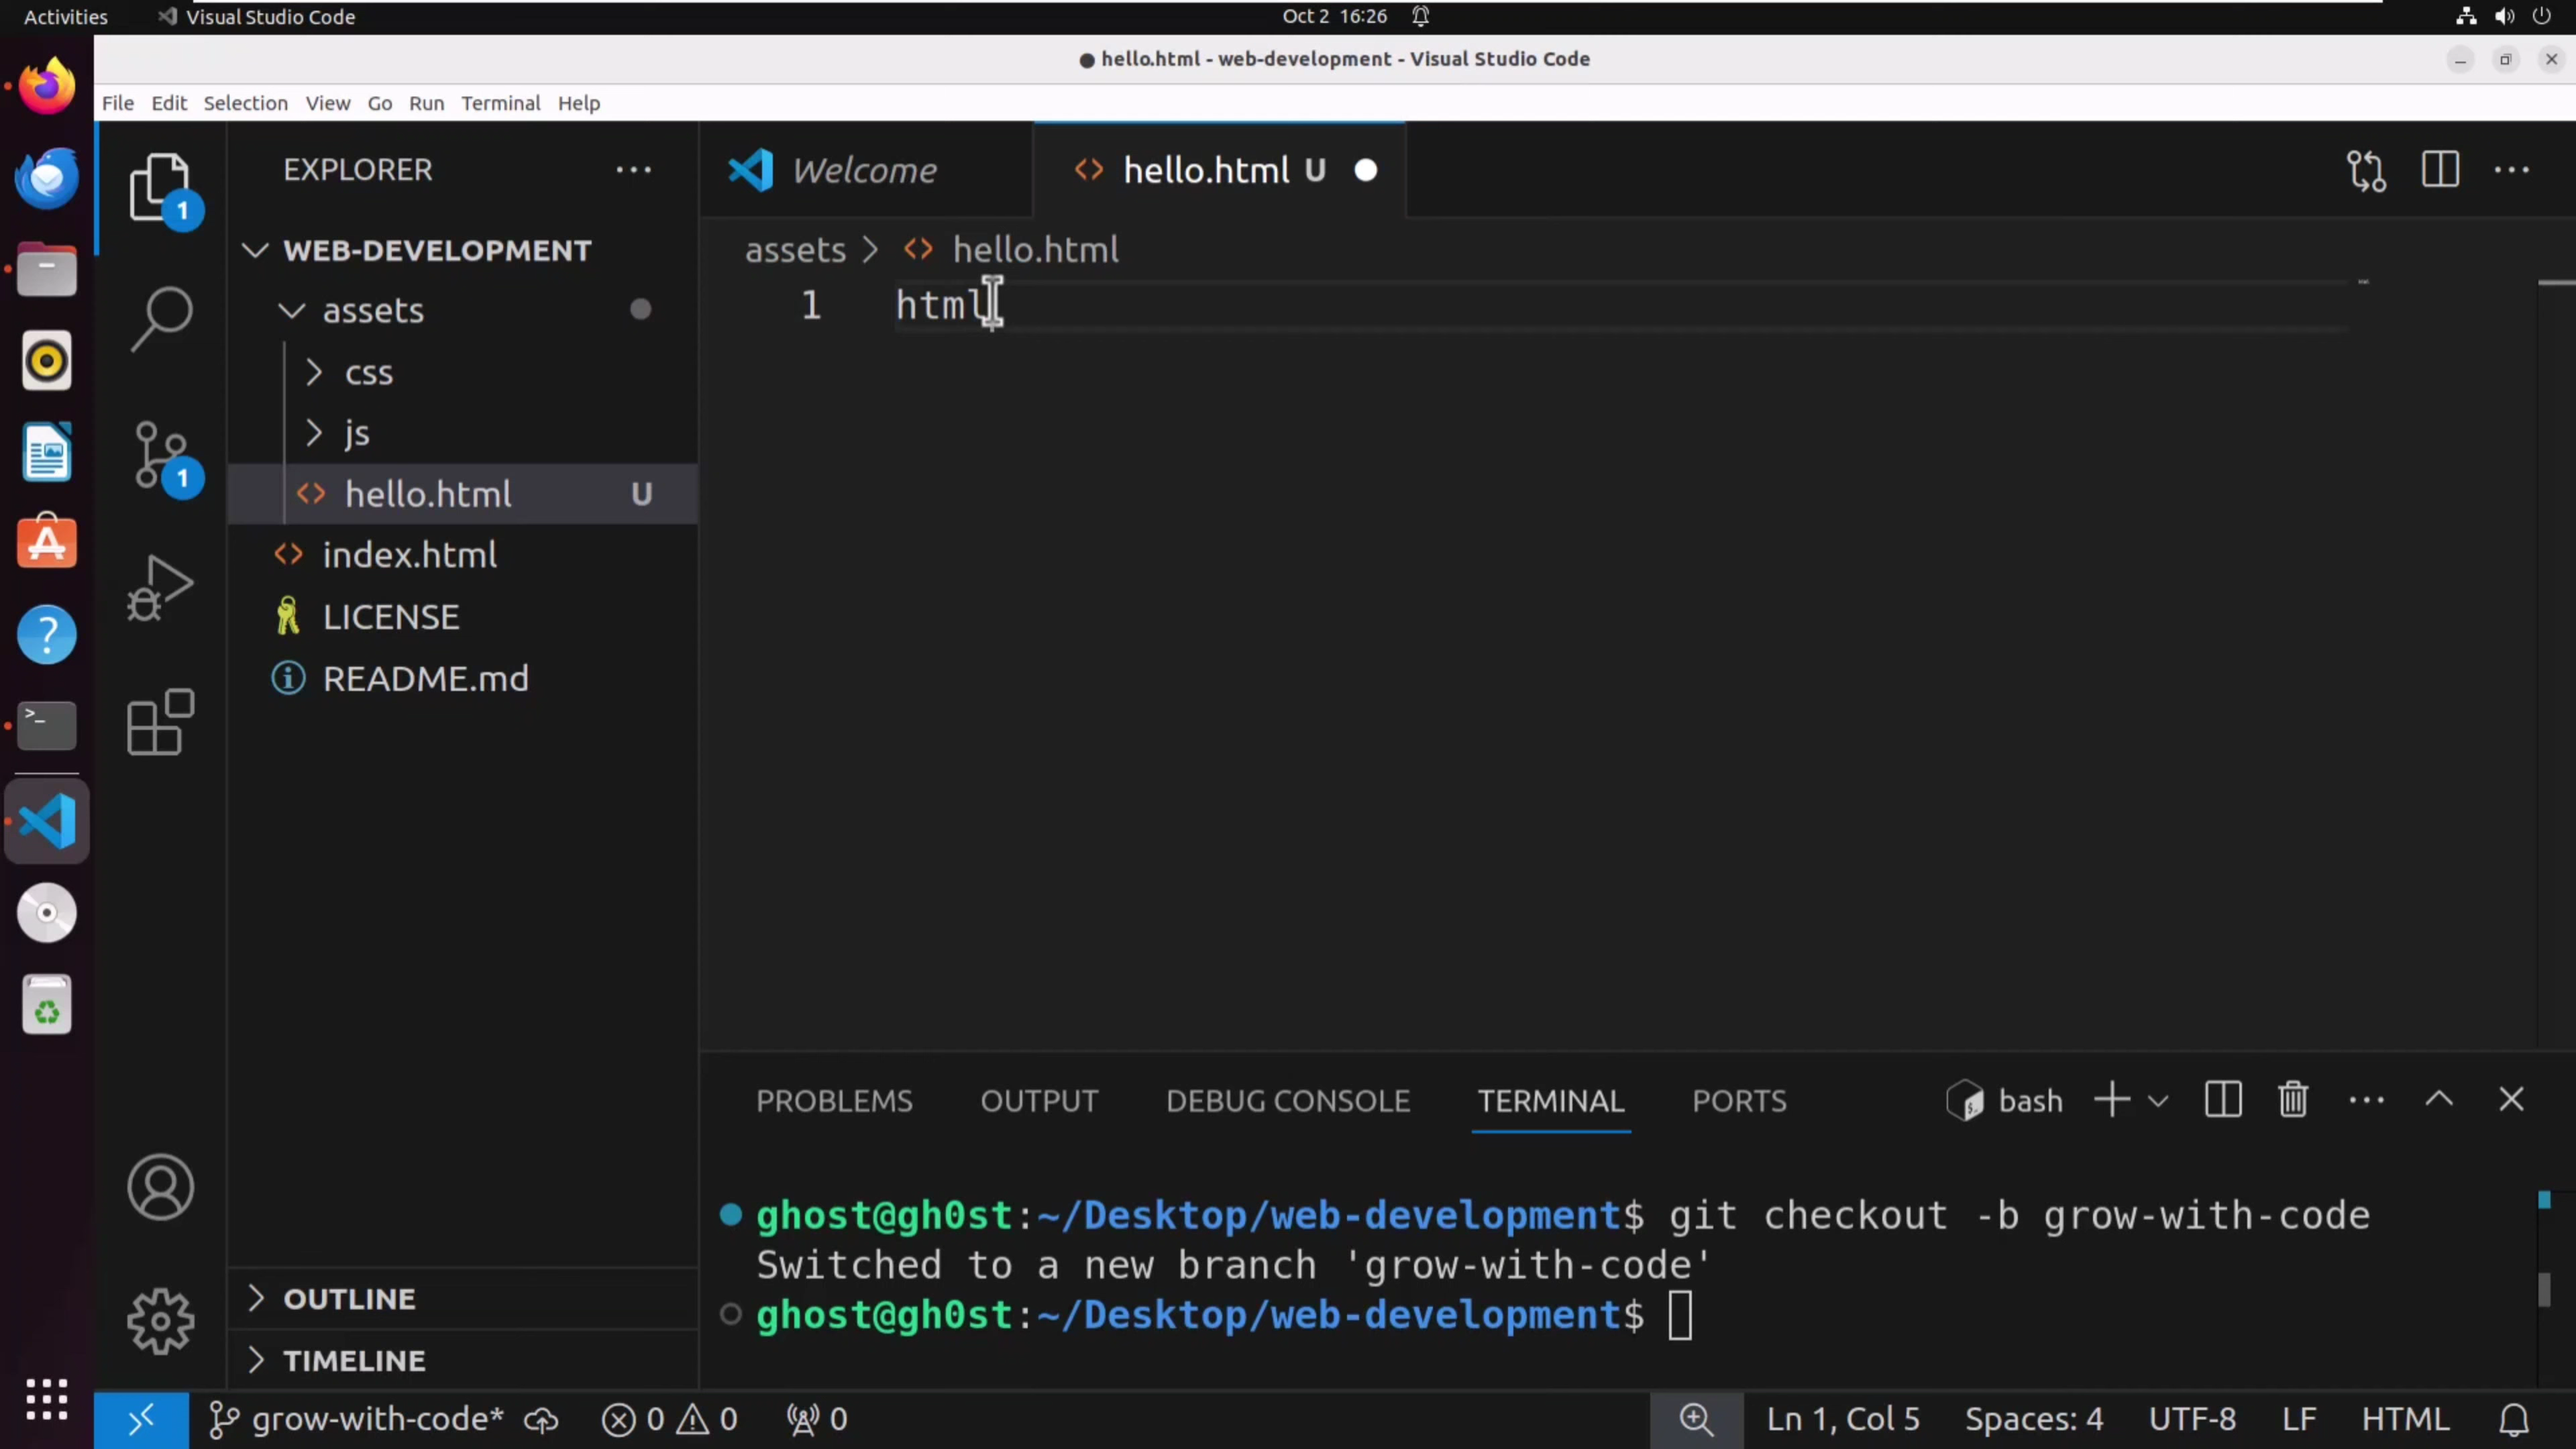 Activities Visual Studio Code Oct 2 16:26
● hello.html - web-development - Visual Studio Code
File Edit Selection View Go Run Terminal Help
EXPLORER
WEB-DEVELOPMENT
assets
css
js
hello.html U
index.html
LICENSE
README.md
OUTLINE
TIMELINE
1
1
Welcome hello.html U
assets > hello.html
1 html
PROBLEMS OUTPUT DEBUG CONSOLE TERMINAL PORTS bash
ghost@gh0st:~/Desktop/web-development$ git checkout -b grow-with-code
Switched to a new branch 'grow-with-code'
ghost@gh0st:~/Desktop/web-development$
grow-with-code* 0 0 0 Ln 1, Col 5 Spaces: 4 UTF-8 LF HTML